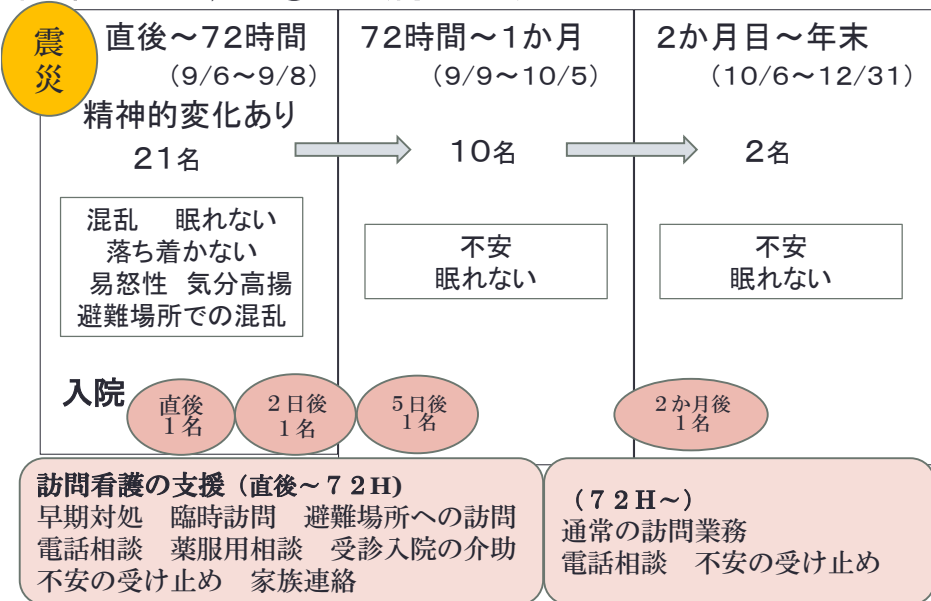 震
災
直後～72時間
(9/6～9/8)
精神的変化あり
21名
混乱 眠れない
落ち着かない
易怒性 気分高揚
避難場所での混乱
72時間～1か月
(9/9～10/5)
10名
不安
眠れない
2か月目～年末
(10/6～12/31)
2名
不安
眠れない
入院
直後
1名
2日後
1名
5日後
1名
2か月後
1名
訪問看護の支援（直後～７２H)
早期対処 臨時訪問 避難場所への訪問
電話相談 薬服用相談 受診入院の介助
不安の受け止め 家族連絡
（７２H～)
通常の訪問業務
電話相談 不安の受け止め